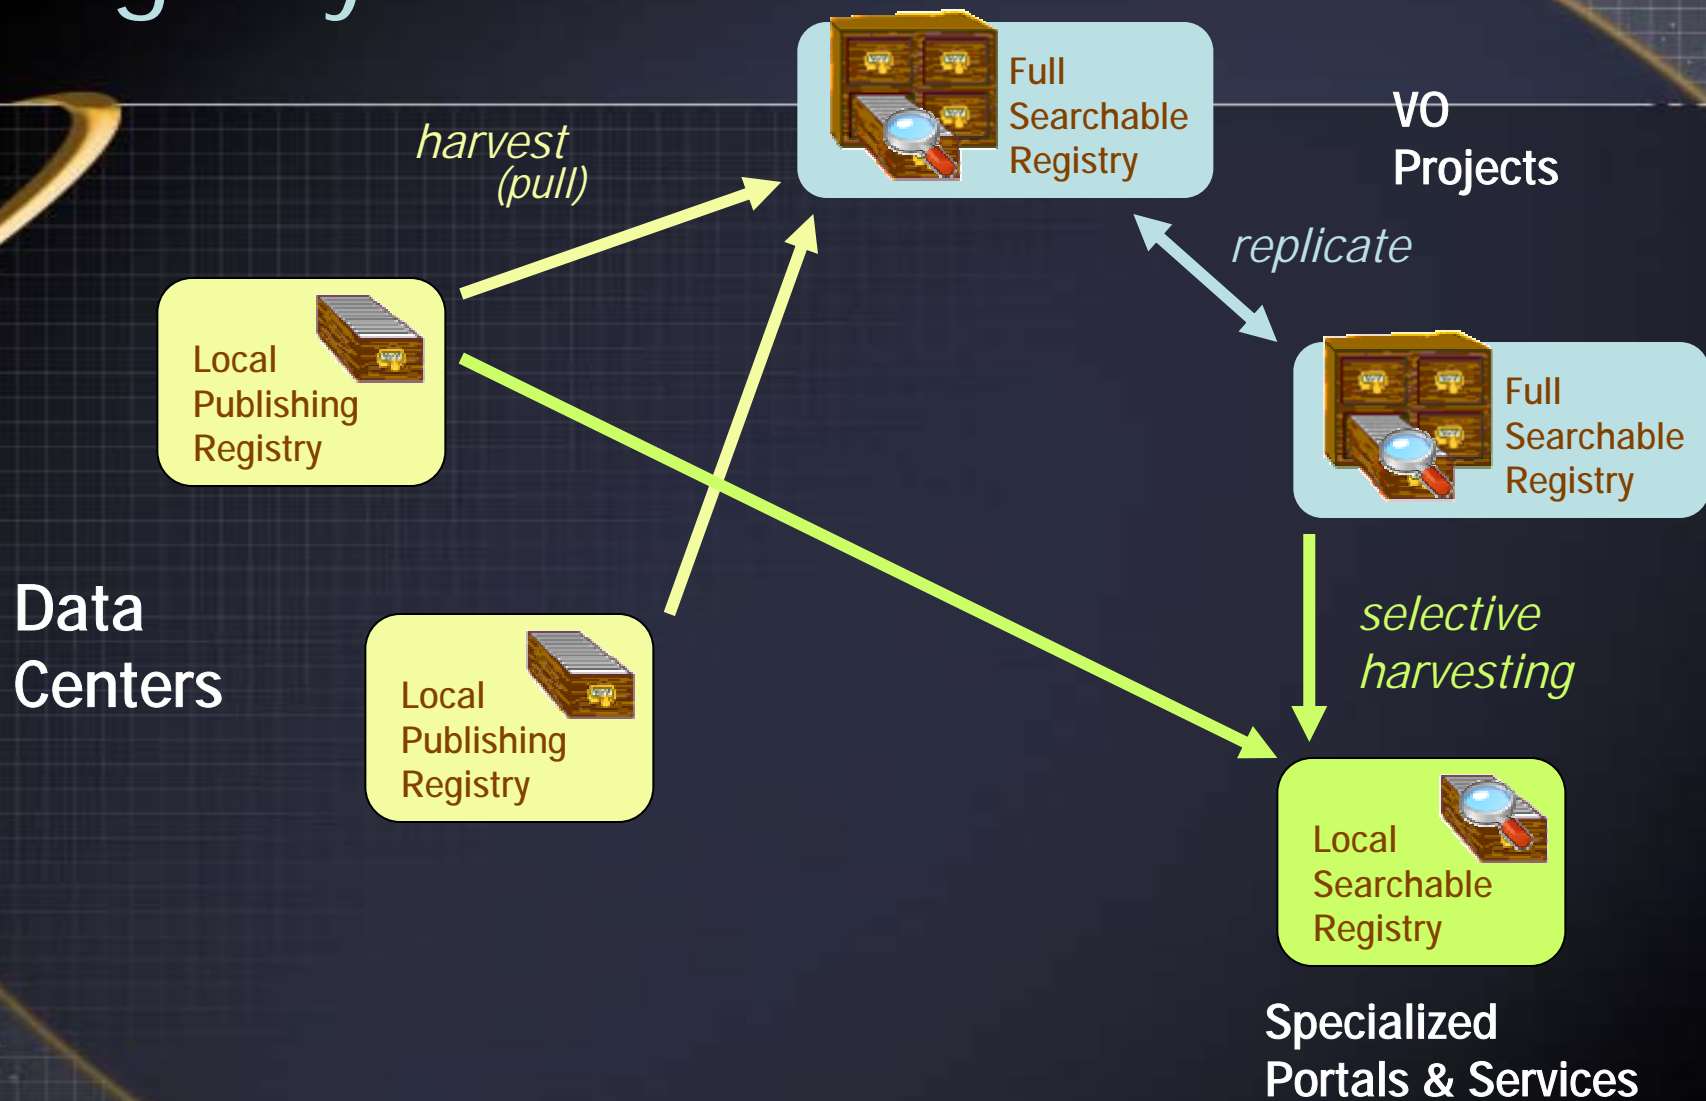 Full
Searchable
Registry
VO
Projects
harvest
(pull)
replicate
Local
Publishing
Registry
Full
Searchable
Registry
Data
Centers
selective
harvesting
Local
Publishing
Registry
Local
Searchable
Registry
Specialized
Portals & Services